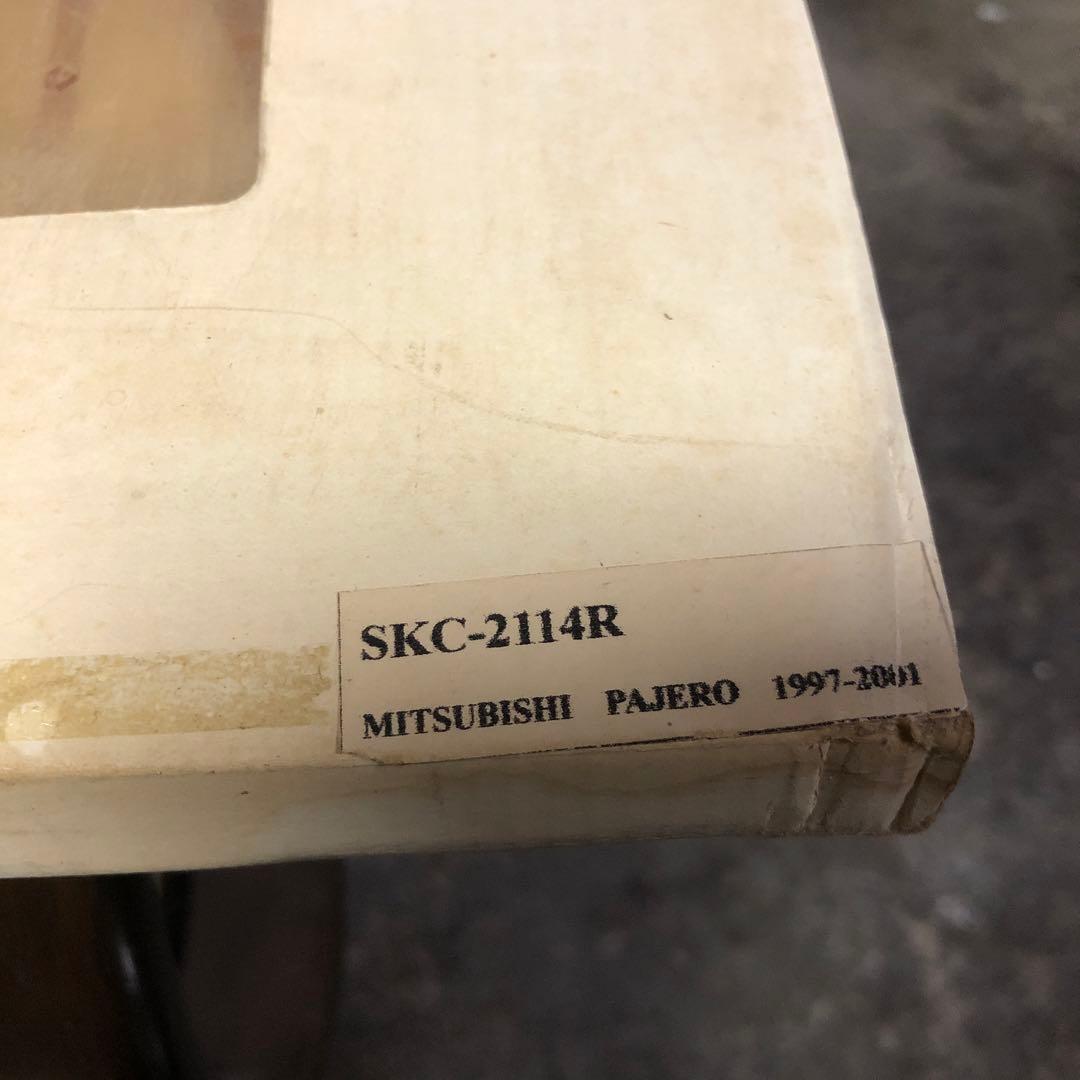 SKC-2114R
MITSUBISHI PAJERO 1997-2001